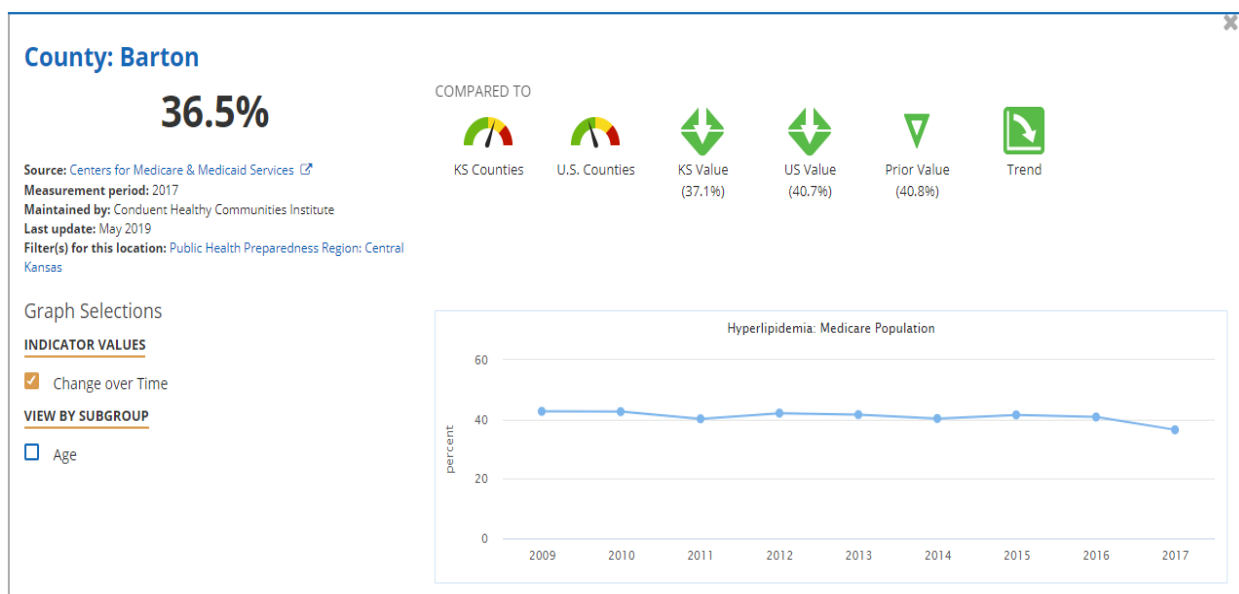 County: Barton
36.5%
Source: Centers for Medicare & Medicaid Services
Measurement period: 2017
Maintained by: Conduent Healthy Communities Institute
Last update: May 2019
Filter(s) for this location: Public Health Preparedness Region: Central
Kansas
COMPARED TO
KS Counties
U.S. Counties
KS Value
(37.1%)
US Value
(40.7%)
Prior Value
(40.8%)
Trend
Graph Selections
INDICATOR VALUES
Change over Time
VIEW BY SUBGROUP
Age
Hyperlipidemia: Medicare Population
percent
60
40
20
0
2009 2010 2011 2012 2013 2014 2015 2016 2017